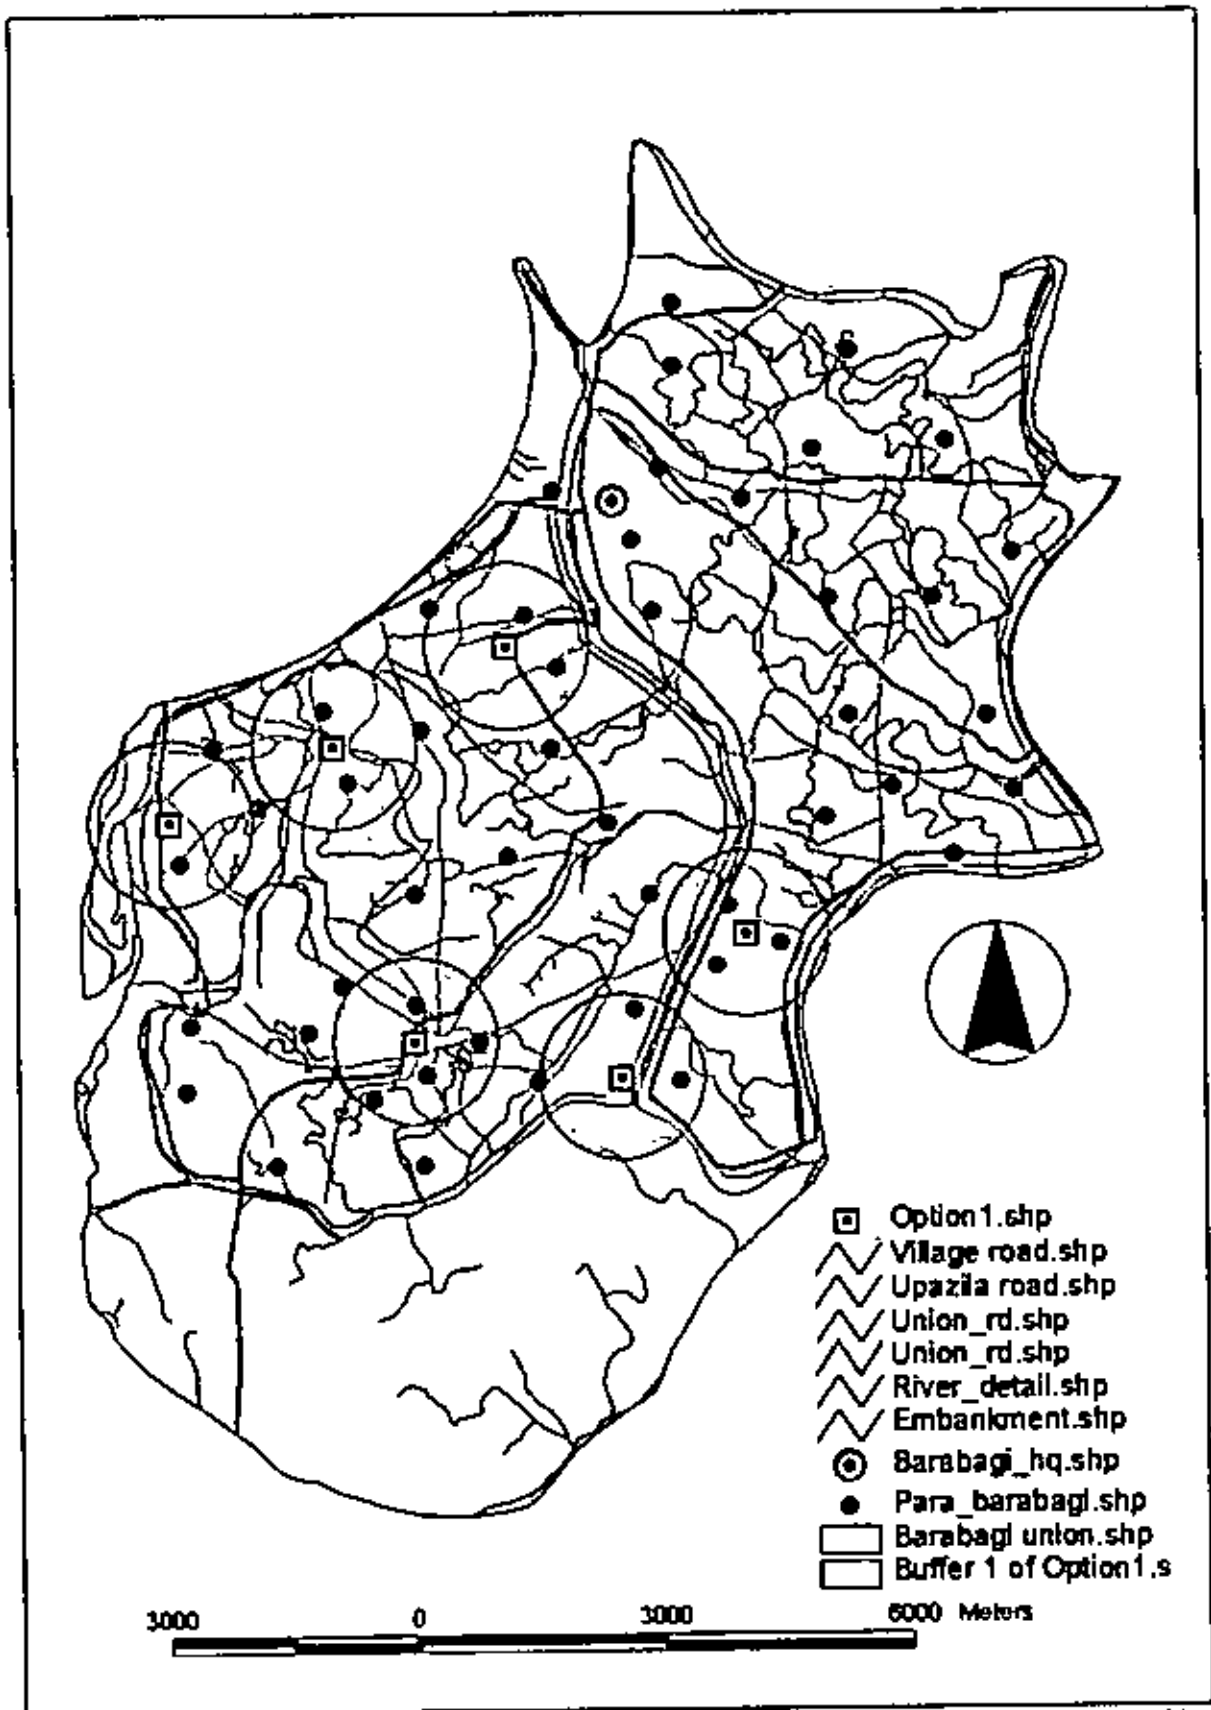 Option1.shp
Village road.shp
Upazila road.shp
Union_rd.shp
Union_rd.shp
River_detail.shp
Embankment.shp
Barabagi_hq.shp
Para_barabagi.shp
Barabagi union.shp
Buffer 1 of Option1.s
3000 0 3000 6000 Meters